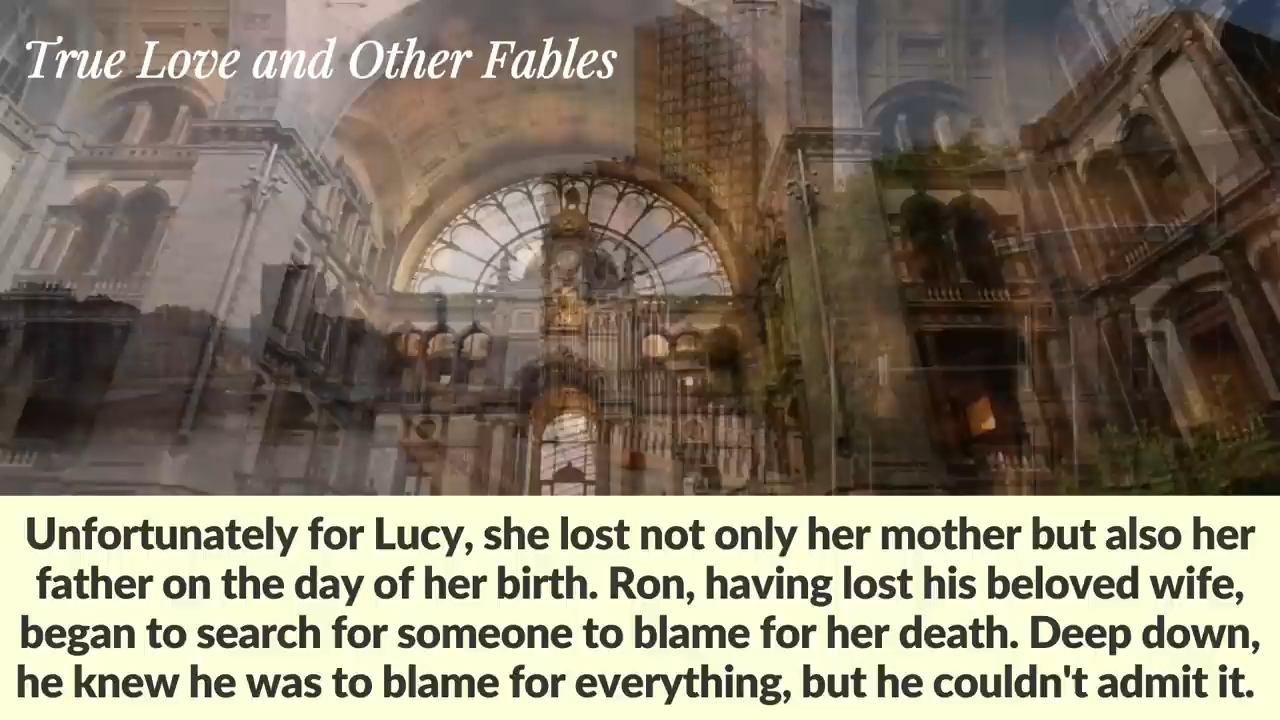 True Love and Other Fables
Unfortunately for Lucy, she lost not only her mother but also her
father on the day of her birth. Ron, having lost his beloved wife,
began to search for someone to blame for her death. Deep down,
he knew he was to blame for everything, but he couldn't admit it.